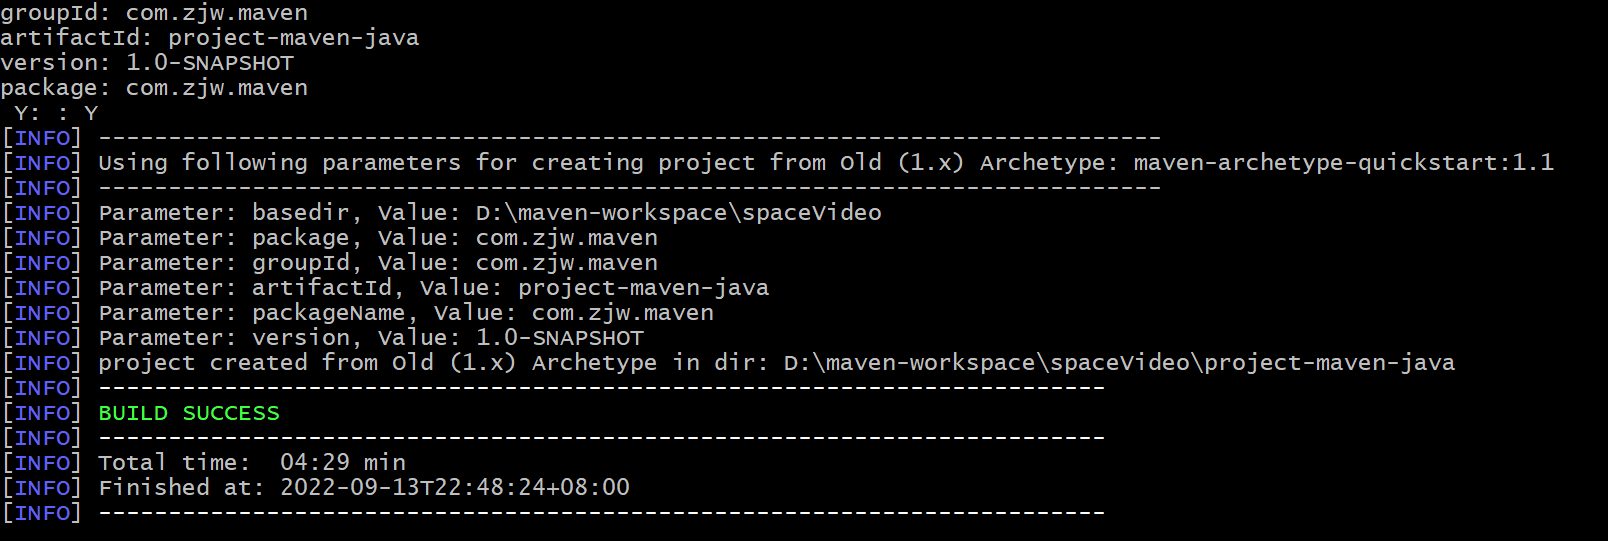 groupId: com.zjw.maven
artifactId: project-maven-java
version: 1.0-SNAPSHOT
package: com.zjw.maven
 Y: : Y
[INFO] ----------------------------------------------------------------------------
[INFO] Using following parameters for creating project from Old (1.x) Archetype: maven-archetype-quickstart:1.1
[INFO] ----------------------------------------------------------------------------
[INFO] Parameter: basedir, Value: D:\maven-workspace\spaceVideo
[INFO] Parameter: package, Value: com.zjw.maven
[INFO] Parameter: groupId, Value: com.zjw.maven
[INFO] Parameter: artifactId, Value: project-maven-java
[INFO] Parameter: packageName, Value: com.zjw.maven
[INFO] Parameter: version, Value: 1.0-SNAPSHOT
[INFO] project created from Old (1.x) Archetype in dir: D:\maven-workspace\spaceVideo\project-maven-java
[INFO] ------------------------------------------------------------------------
[INFO] BUILD SUCCESS
[INFO] ------------------------------------------------------------------------
[INFO] Total time:  04:29 min
[INFO] Finished at: 2022-09-13T22:48:24+08:00
[INFO] ------------------------------------------------------------------------